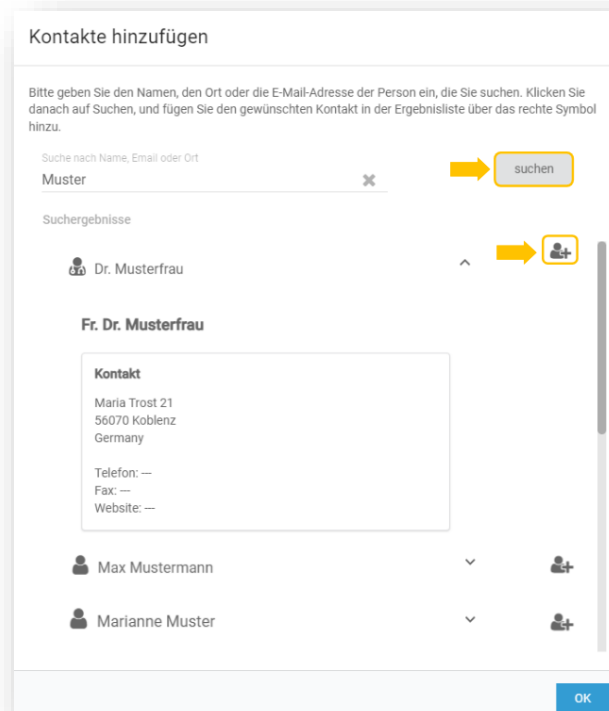 Kontakte hinzufügen
Bitte geben Sie den Namen, den Ort oder die E-Mail-Adresse der Person ein, die Sie suchen. Klicken Sie
danach auf Suchen, und fügen Sie den gewünschten Kontakt in der Ergebnisliste über das rechte Symbol
hinzu.
Suche nach Name, Email oder Ort
Muster
suchen
Suchergebnisse
Dr. Musterfrau
Fr. Dr. Musterfrau
Kontakt
Maria Trost 21
56070 Koblenz
Germany
Telefon: ---
Fax: ---
Website: ---
Max Mustermann
Marianne Muster
OK